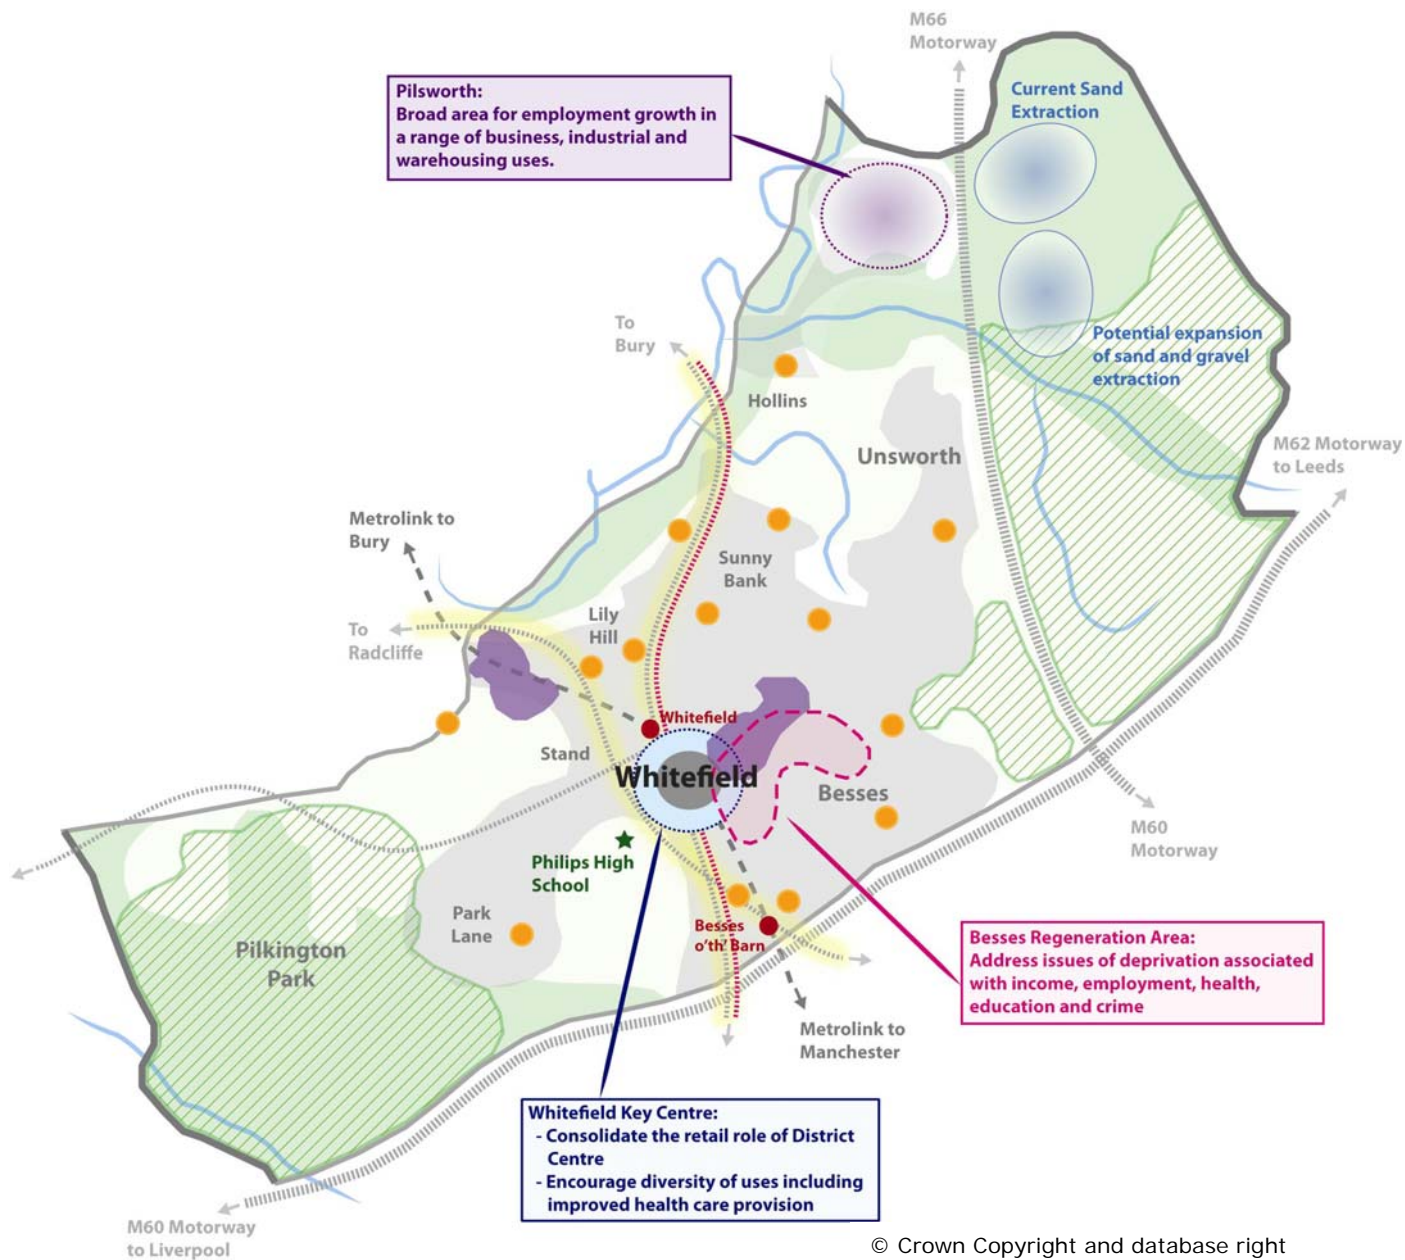 M66
Motorway
Pilsworth:
Broad area for employment growth in
a range of business, industrial and
warehousing uses.
Current Sand
Extraction
To
Bury
Potential expansion
of sand and gravel
extraction
Hollins
Unsworth
M62 Motorway
to Leeds
Metrolink to
Bury
Sunny
Bank
Lily
Hill
To
Radcliffe
Whitefield
Stand
Whitefield
Besses
M60
Motorway
Philips High
School
Park
Lane
Besses
o'th' Barn
Pilkington
Park
Besses Regeneration Area:
Address issues of deprivation associated
with income, employment, health,
education and crime
Metrolink to
Manchester
Whitefield Key Centre:
- Consolidate the retail role of District
Centre
- Encourage diversity of uses including
improved health care provision
M60 Motorway
to Liverpool
© Crown Copyright and database right